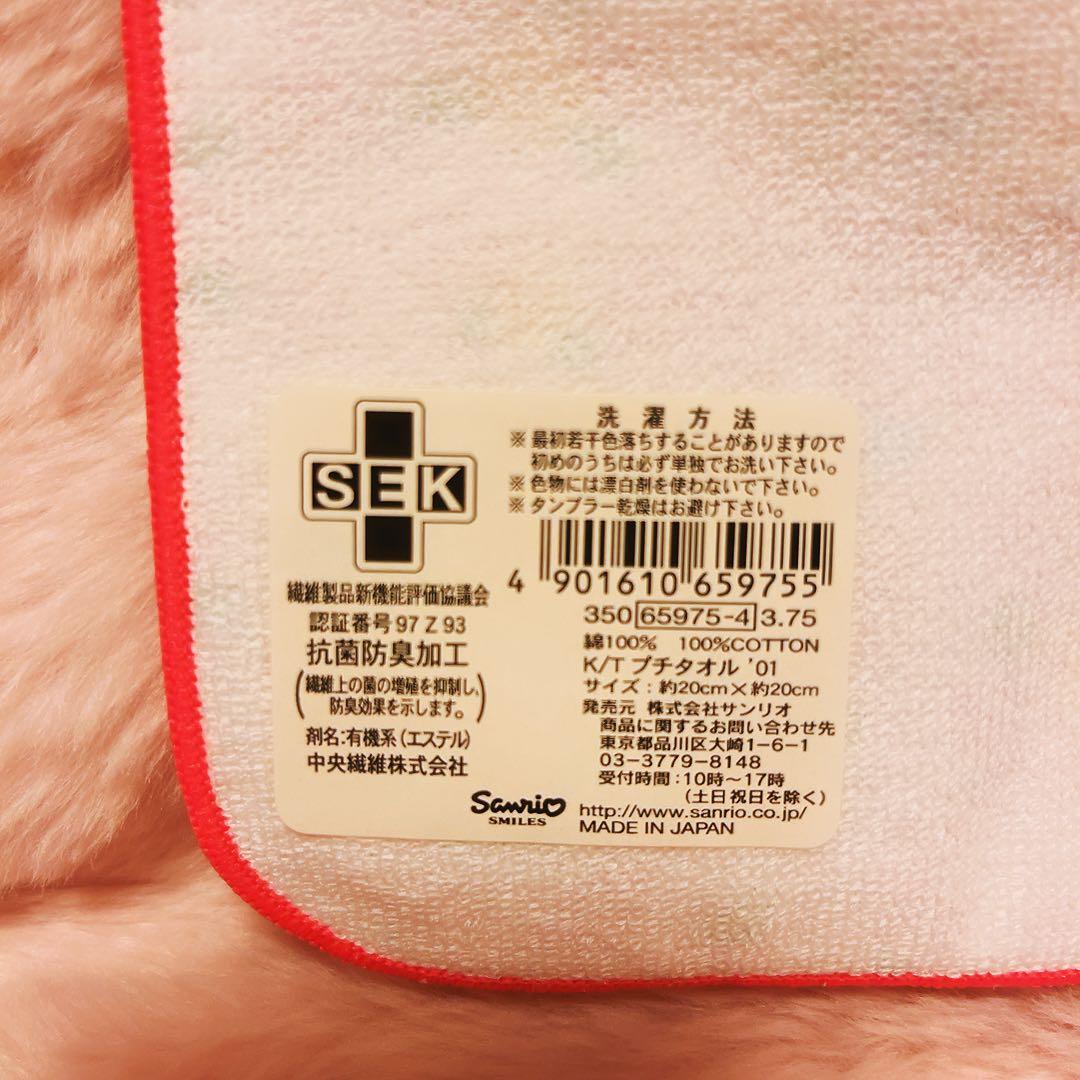 SEK
繊維製品新機能評価協議会
認証番号97 Z 93
抗菌防臭加工
(繊維上の菌の増殖を抑制し、
防臭効果を示します。)
剤名:有機系(エステル)
中央繊維株式会社
洗濯方法
※最初若干色落ちすることがありますので
初めのうちは必ず単独でお洗い下さい。
※色物には漂白剤を使わないで下さい。
※タンブラー乾燥はお避け下さい。
4 901610 659755
350 65975-4 3.75
綿100% 100%COTTON
K/T プチタオル '01
サイズ:約20cm×約20cm
発売元 株式会社サンリオ
商品に関するお問い合わせ先
東京都品川区大崎1-6-1
03-3779-8148
受付時間:10時〜17時
(土日祝日を除く)
Sanrio
SMILES
http://www.sanrio.co.jp/
MADE IN JAPAN